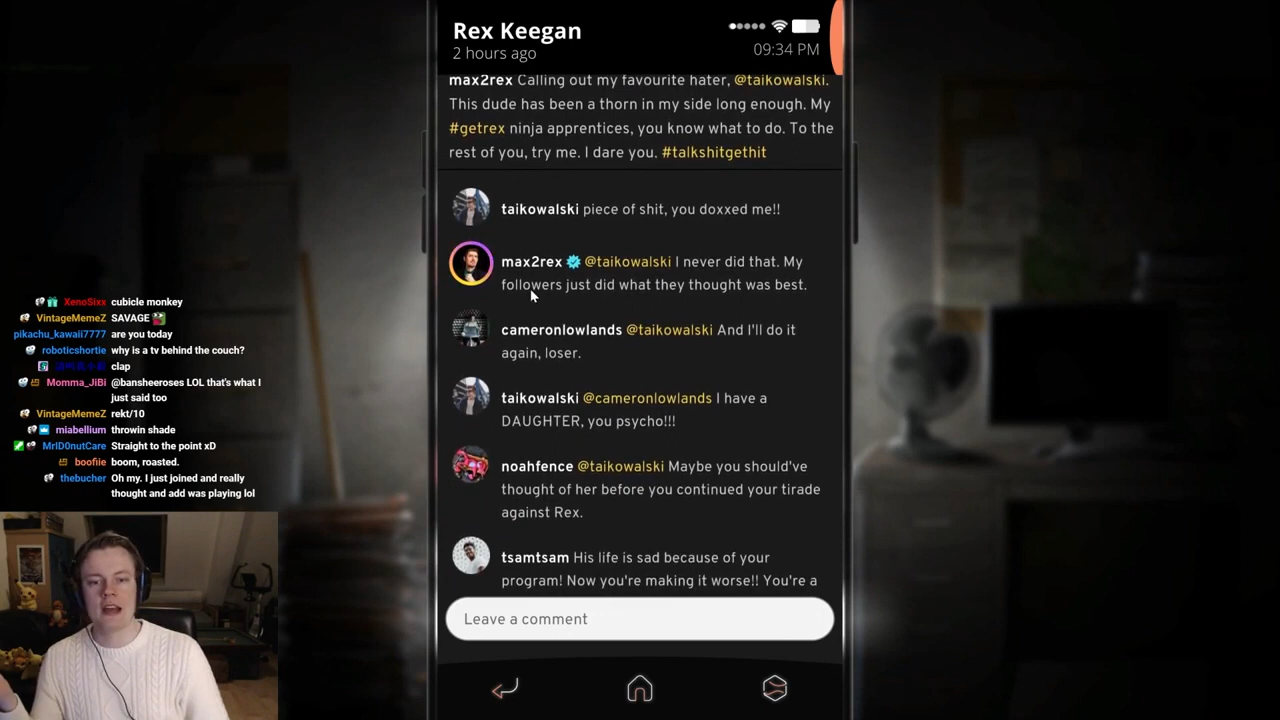 Rex Keegan
2 hours ago
09:34 PM
max2rex Calling out my favourite hater, @taikowalski.
This dude has been a thorn in my side long enough. My
#getrex ninja apprentices, you know what to do. To the
rest of you, try me. I dare you. #talkshitgethit
taikowalski piece of shit, you doxxed me!!
max2rex @taikowalski I never did that. My
followers just did what they thought was best.
cameronlowlands @taikowalski And I'll do it
again, loser.
taikowalski @cameronlowlands I have a
DAUGHTER, you psycho!!!
noahfence @taikowalski Maybe you should've
thought of her before you continued your tirade
against Rex.
tsamtsam His life is sad because of your
program! Now you're making it worse!! You're a
Leave a comment
XenoSixx cubicle monkey
VintageMemeZ SAVAGE
pikachu_kawaii7777 are you today
roboticshortie why is a tv behind the couch?
clap
Momma_JiBi @bansheeroses LOL that's what I
just said too
VintageMemeZ rekt/10
miabellium throwin shade
MrID0nutCare Straight to the point xD
boofiie boom, roasted.
thebucher Oh my. I just joined and really
thought and add was playing lol